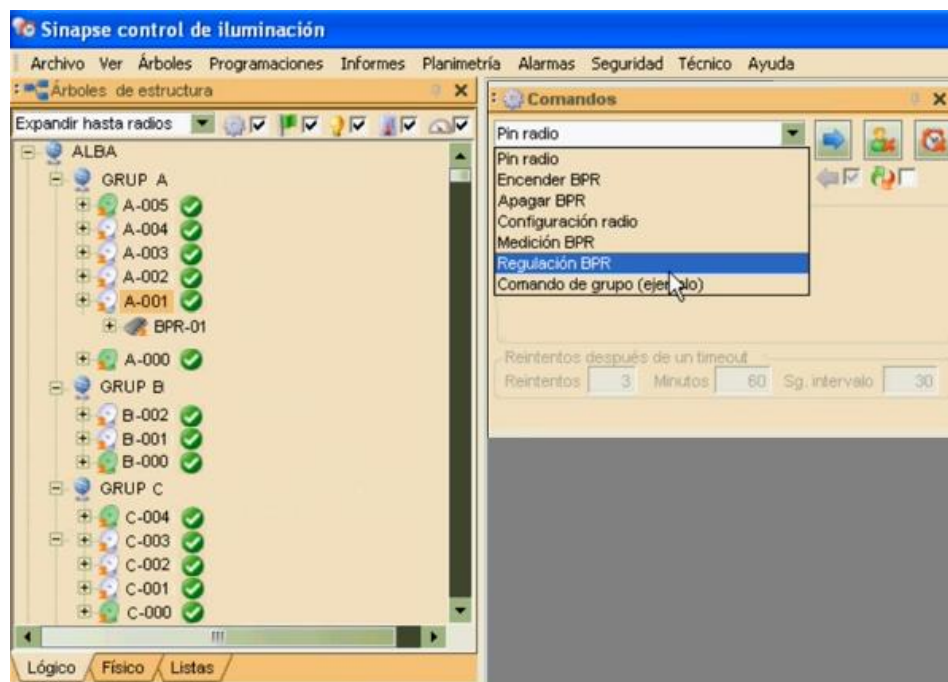 Sinapse control de iluminación
Archivo Ver Árboles Programaciones Informes Planimetría Alarmas Seguridad Técnico Ayuda
Árboles de estructura
Expandir hasta radios
ALBA
GRUP A
A-005
A-004
A-003
A-002
A-001
BPR-01
A-000
GRUP B
B-002
B-001
B-000
GRUP C
C-004
C-003
C-002
C-001
C-000
Lógico Físico Listas
Comandos
Pin radio
Pin radio
Encender BPR
Apagar BPR
Configuración radio
Medición BPR
Regulación BPR
Comando de grupo (ejemplo)
Reintentos después de un timeout
Reintentos 3 Minutos 60 Sg. intervalo 30